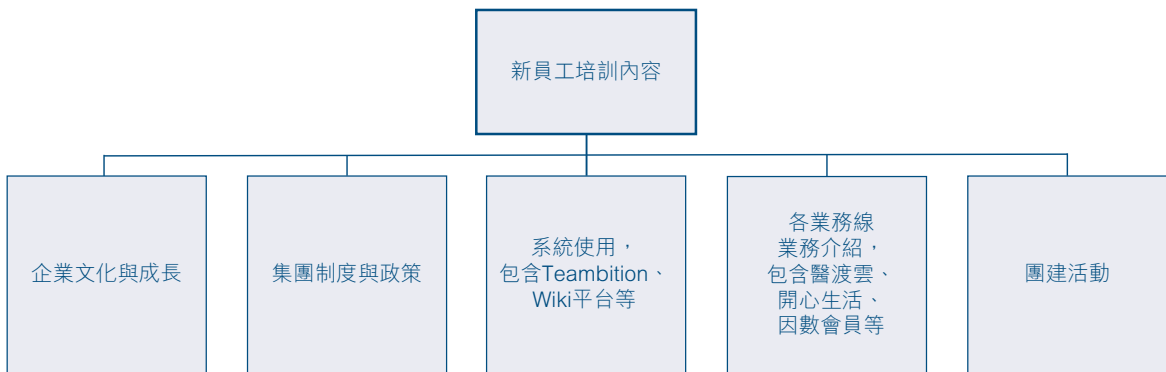 新員工培訓內容
企業文化與成長
集團制度與政策
系統使用，
包含Teambition、
Wiki平台等
各業務線
業務介紹，
包含醫渡雲、
開心生活、
因數會員等
團建活動